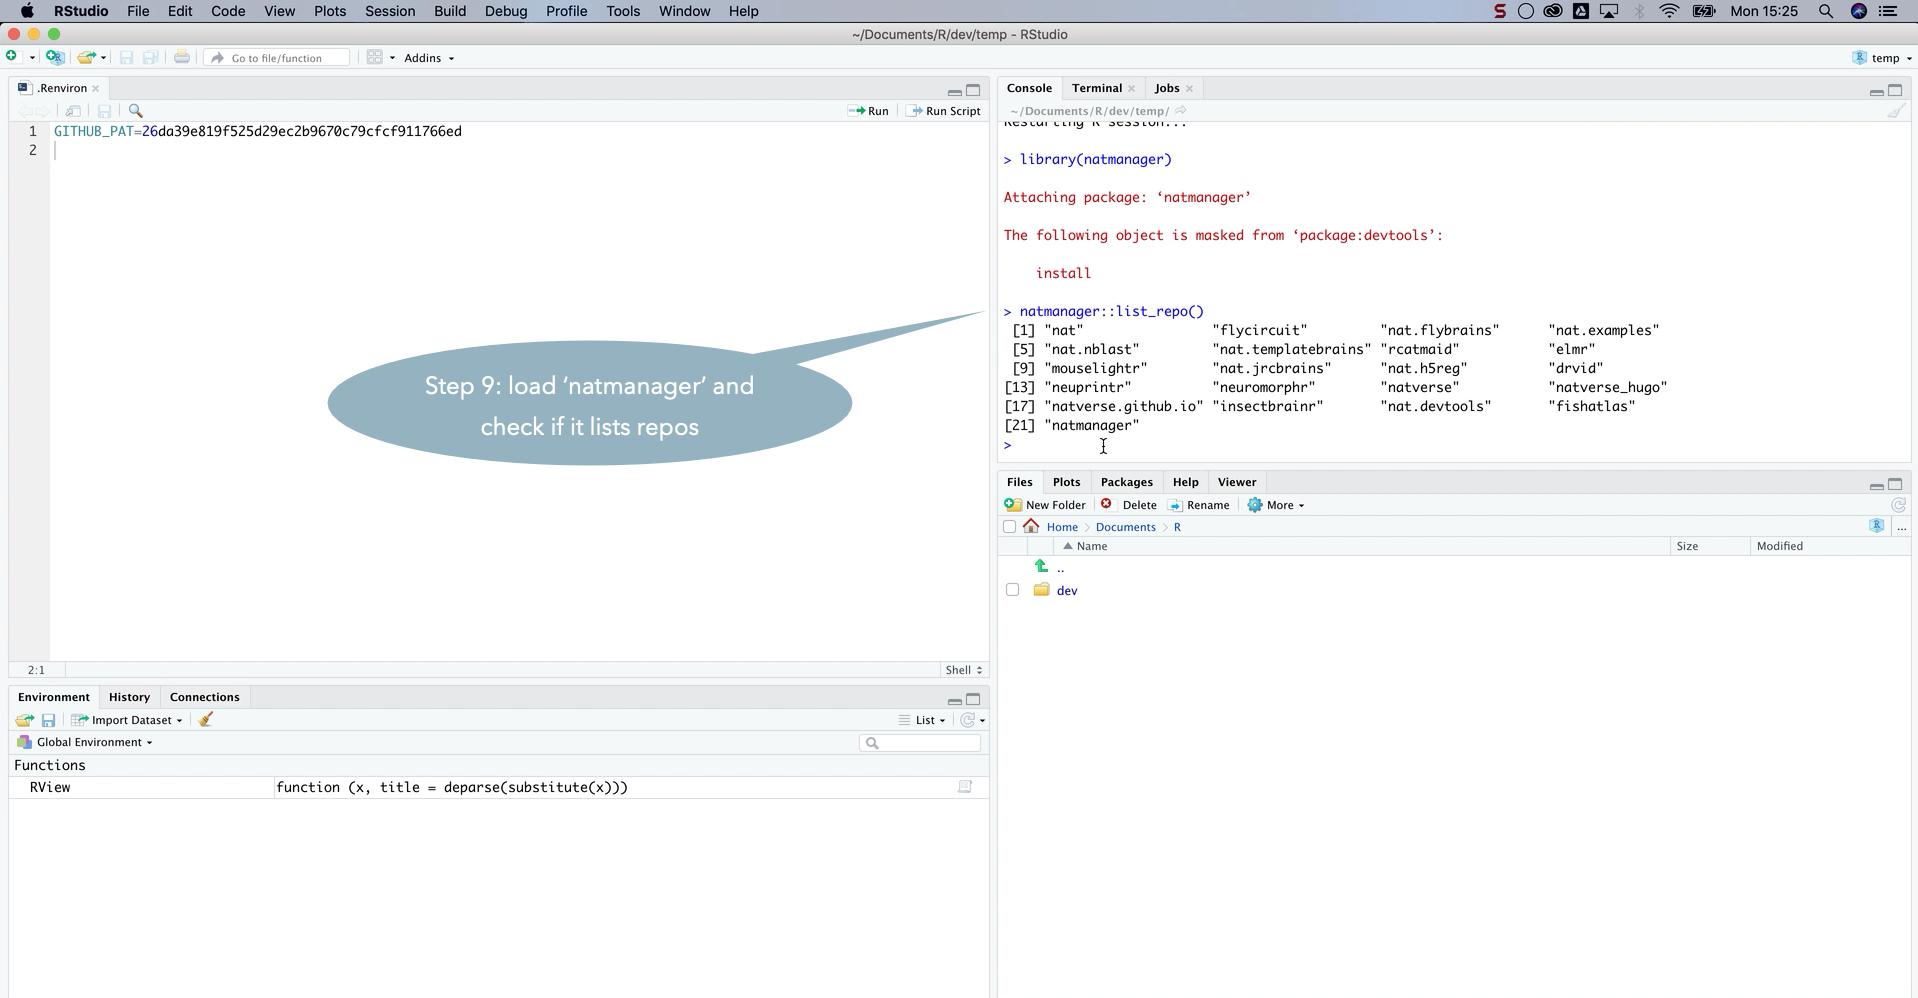 RStudio File Edit Code View Plots Session Build Debug Profile Tools Window Help Mon 15:25
~/Documents/R/dev/temp - RStudio
Go to file/function Addins temp
.Renviron
Run Run Script
1 GITHUB_PAT=26da39e819f525d29ec2b9670c79cfcf911766ed
2
Step 9: load ‘natmanager’ and
check if it lists repos
2:1 Shell
Environment History Connections
Import Dataset List
Global Environment
Functions
RView function (x, title = deparse(substitute(x)))
Console Terminal Jobs
~/Documents/R/dev/temp/
Restarting R session...
> library(natmanager)
Attaching package: ‘natmanager’
The following object is masked from ‘package:devtools’:
install
> natmanager::list_repo()
[1] "nat" "flycircuit" "nat.flybrains" "nat.examples"
[5] "nat.nblast" "nat.templatebrains" "rcatmaid" "elmr"
[9] "mouselightr" "nat.jrcbrains" "nat.h5reg" "drvid"
[13] "neuprintr" "neuromorphr" "natverse" "natverse_hugo"
[17] "natverse.github.io" "insectbrainr" "nat.devtools" "fishatlas"
[21] "natmanager"
>
Files Plots Packages Help Viewer
New Folder Delete Rename More
Home Documents R ...
Name Size Modified
..
dev